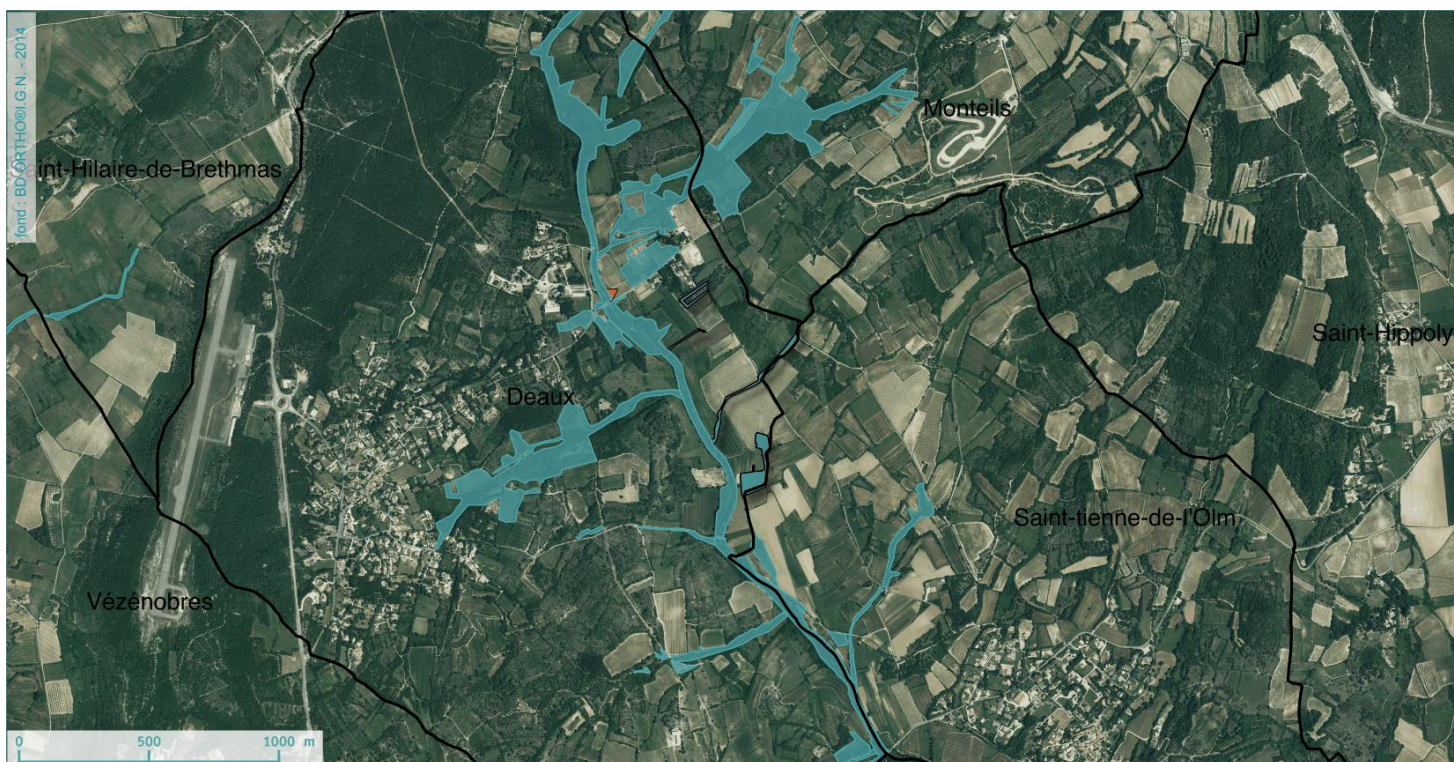 fond : BD ORTHO®I.G.N. - 2014
Monteils
Saint-Hilaire-de-Brethmas
Saint-Hippoly
Deaux
Saint-tienne-de-l'Olm
Vézénobres
0 500 1000 m